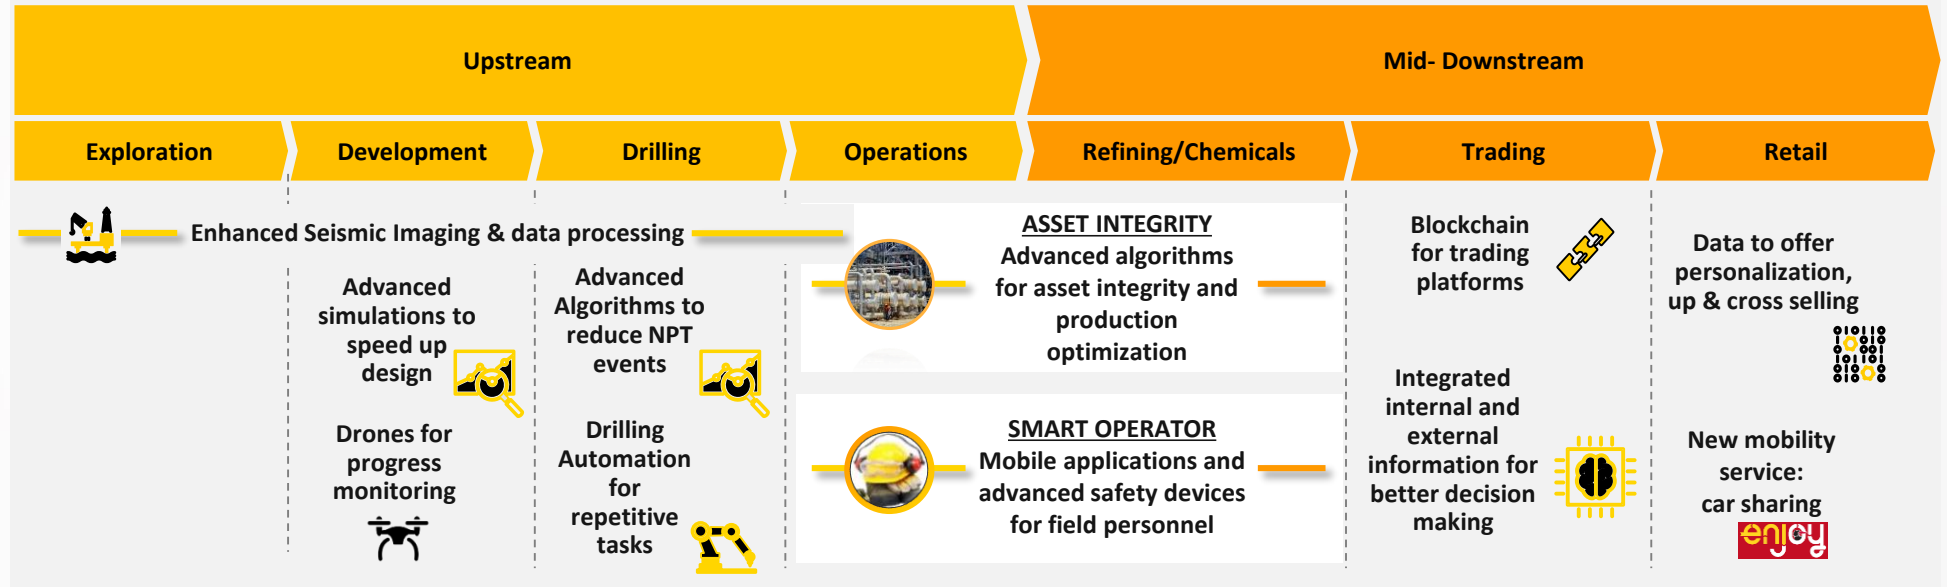 Upstream
Mid- Downstream
Exploration
Development
Drilling
Operations
Refining/Chemicals
Trading
Retail
Enhanced Seismic Imaging & data processing
Advanced
simulations to
speed up
design
Drones for
progress
monitoring
Advanced
Algorithms to
reduce NPT
events
Drilling
Automation
for
repetitive
tasks
ASSET INTEGRITY
Advanced algorithms
for asset integrity and
production
optimization
SMART OPERATOR
Mobile applications and
advanced safety devices
for field personnel
Blockchain
for trading
platforms
Integrated
internal and
external
information for
better decision
making
Data to offer
personalization,
up & cross selling
New mobility
service:
car sharing
enjoy